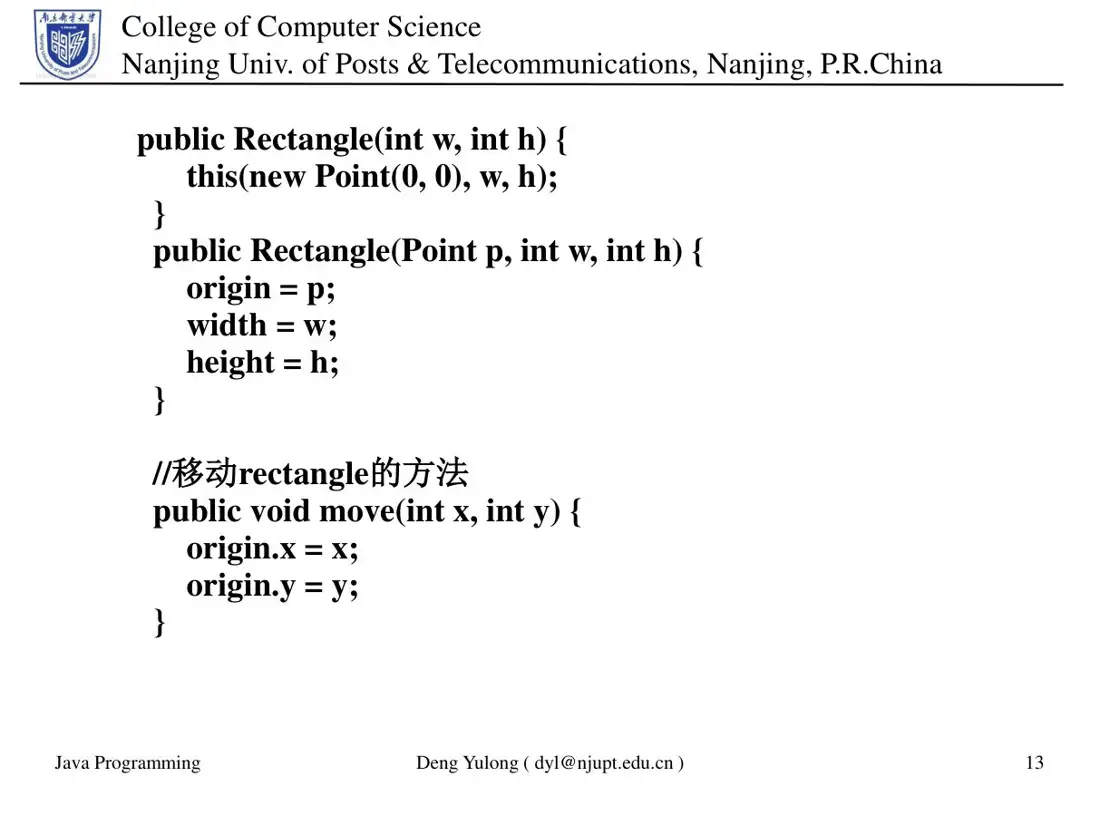 College of Computer Science
Nanjing Univ. of Posts & Telecommunications, Nanjing, P.R.China
public Rectangle(int w, int h) {
this(new Point(0, 0), w, h);
}
public Rectangle(Point p, int w, int h) {
origin = p;
width = w;
height = h;
}
//移动rectangle的方法
public void move(int x, int y) {
origin.x = x;
origin.y = y;
}
Java Programming
Deng Yulong ( dyl@njupt.edu.cn )
13